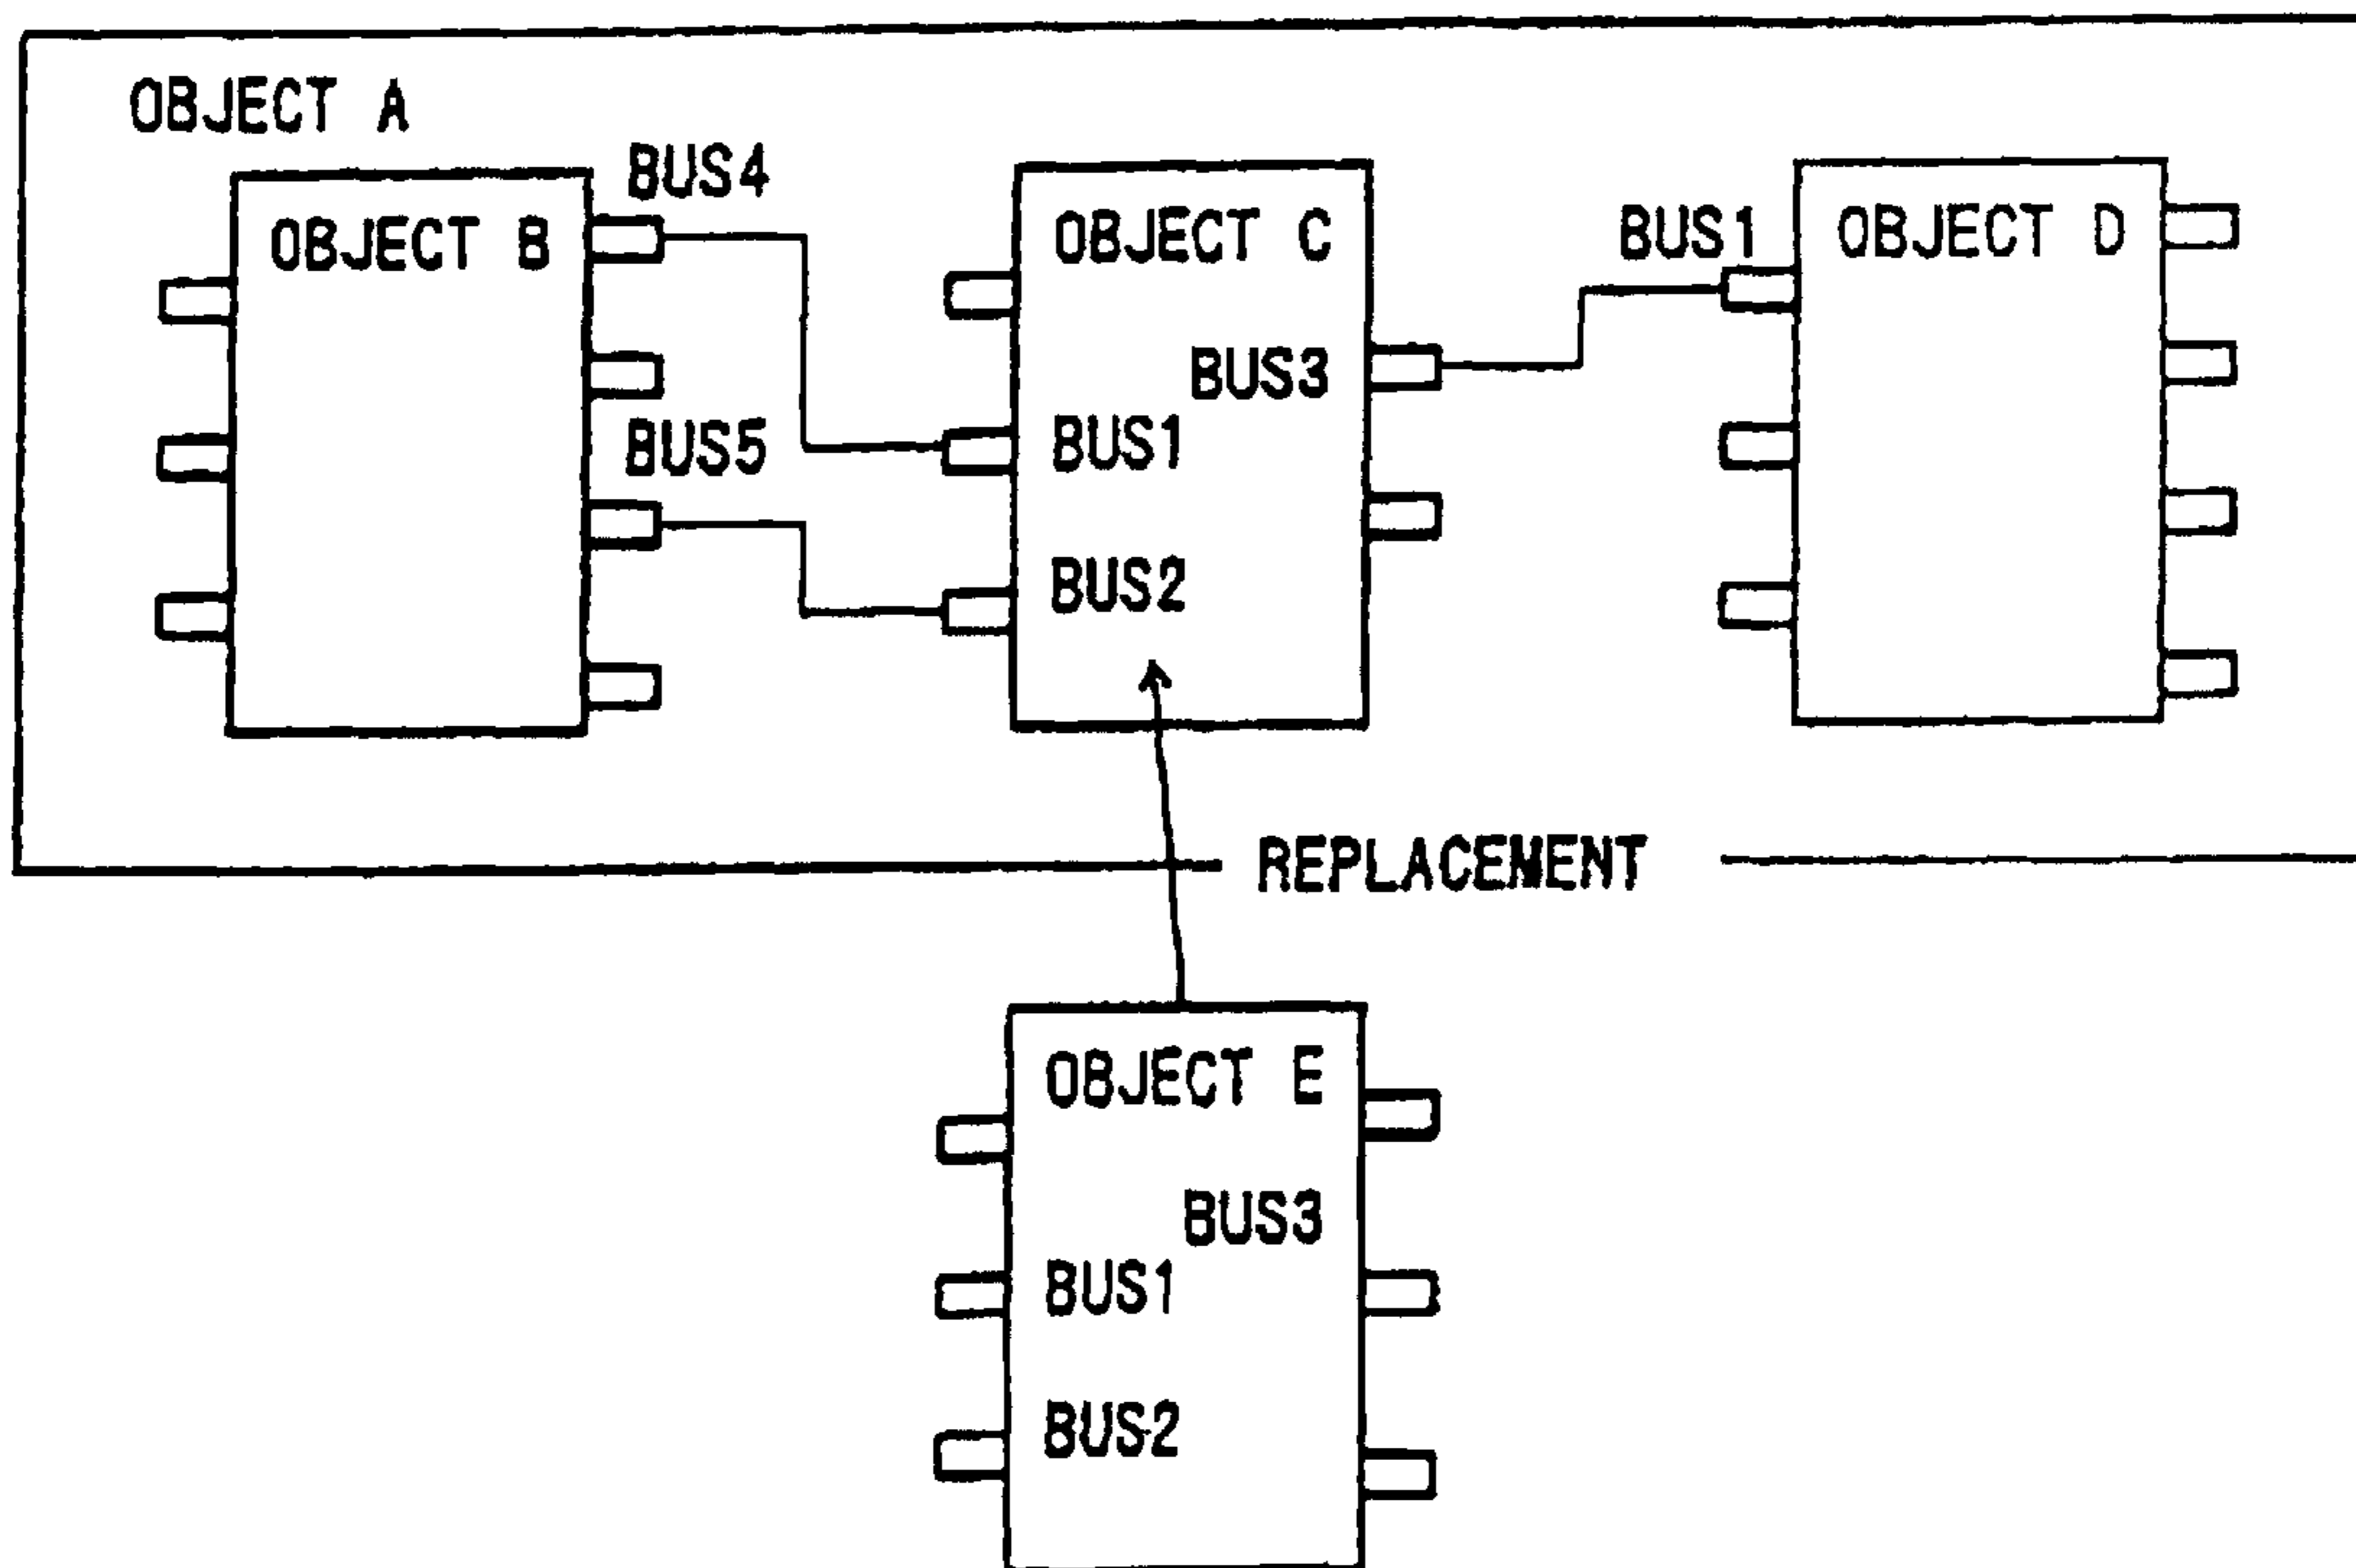 OBJECT A
BUS4
OBJECT B
OBJECT C
BUS1
OBJECT D
BUS3
BUS5
BUS1
BUS2
REPLACEMENT
OBJECT E
BUS3
BUS1
BUS2